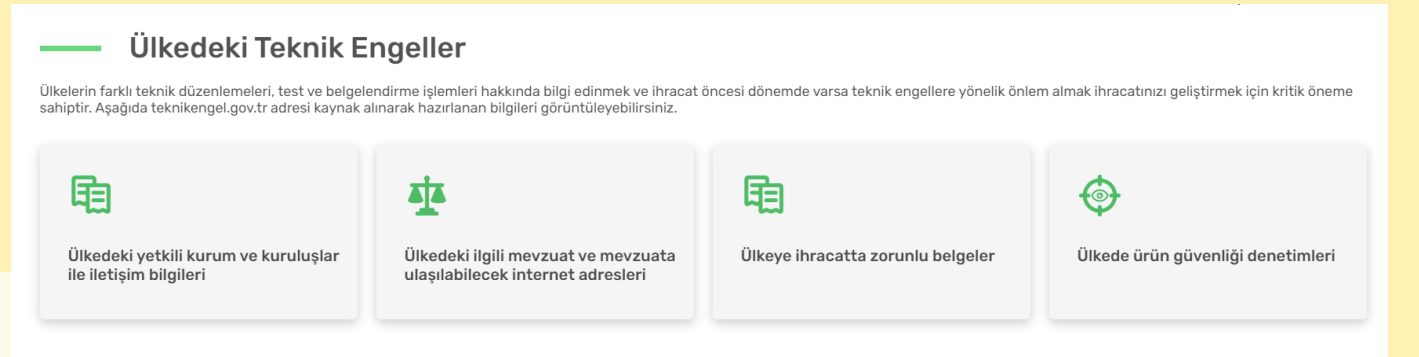 Ülkedeki Teknik Engeller
Ülkelerin farklı teknik düzenlemeleri, test ve belgelendirme işlemleri hakkında bilgi edinmek ve ihracat öncesi dönemde varsa teknik engellere yönelik önlem almak ihracatınızı geliştirmek için kritik öneme
sahiptir. Aşağıda teknikengel.gov.tr adresi kaynak alınarak hazırlanan bilgileri görüntüleyebilirsiniz.
Ülkedeki yetkili kurum ve kuruluşlar
ile iletişim bilgileri
Ülkedeki ilgili mevzuat ve mevzuata
ulaşılabilecek internet adresleri
Ülkeye ihracatta zorunlu belgeler
Ülkede ürün güvenliği denetimleri